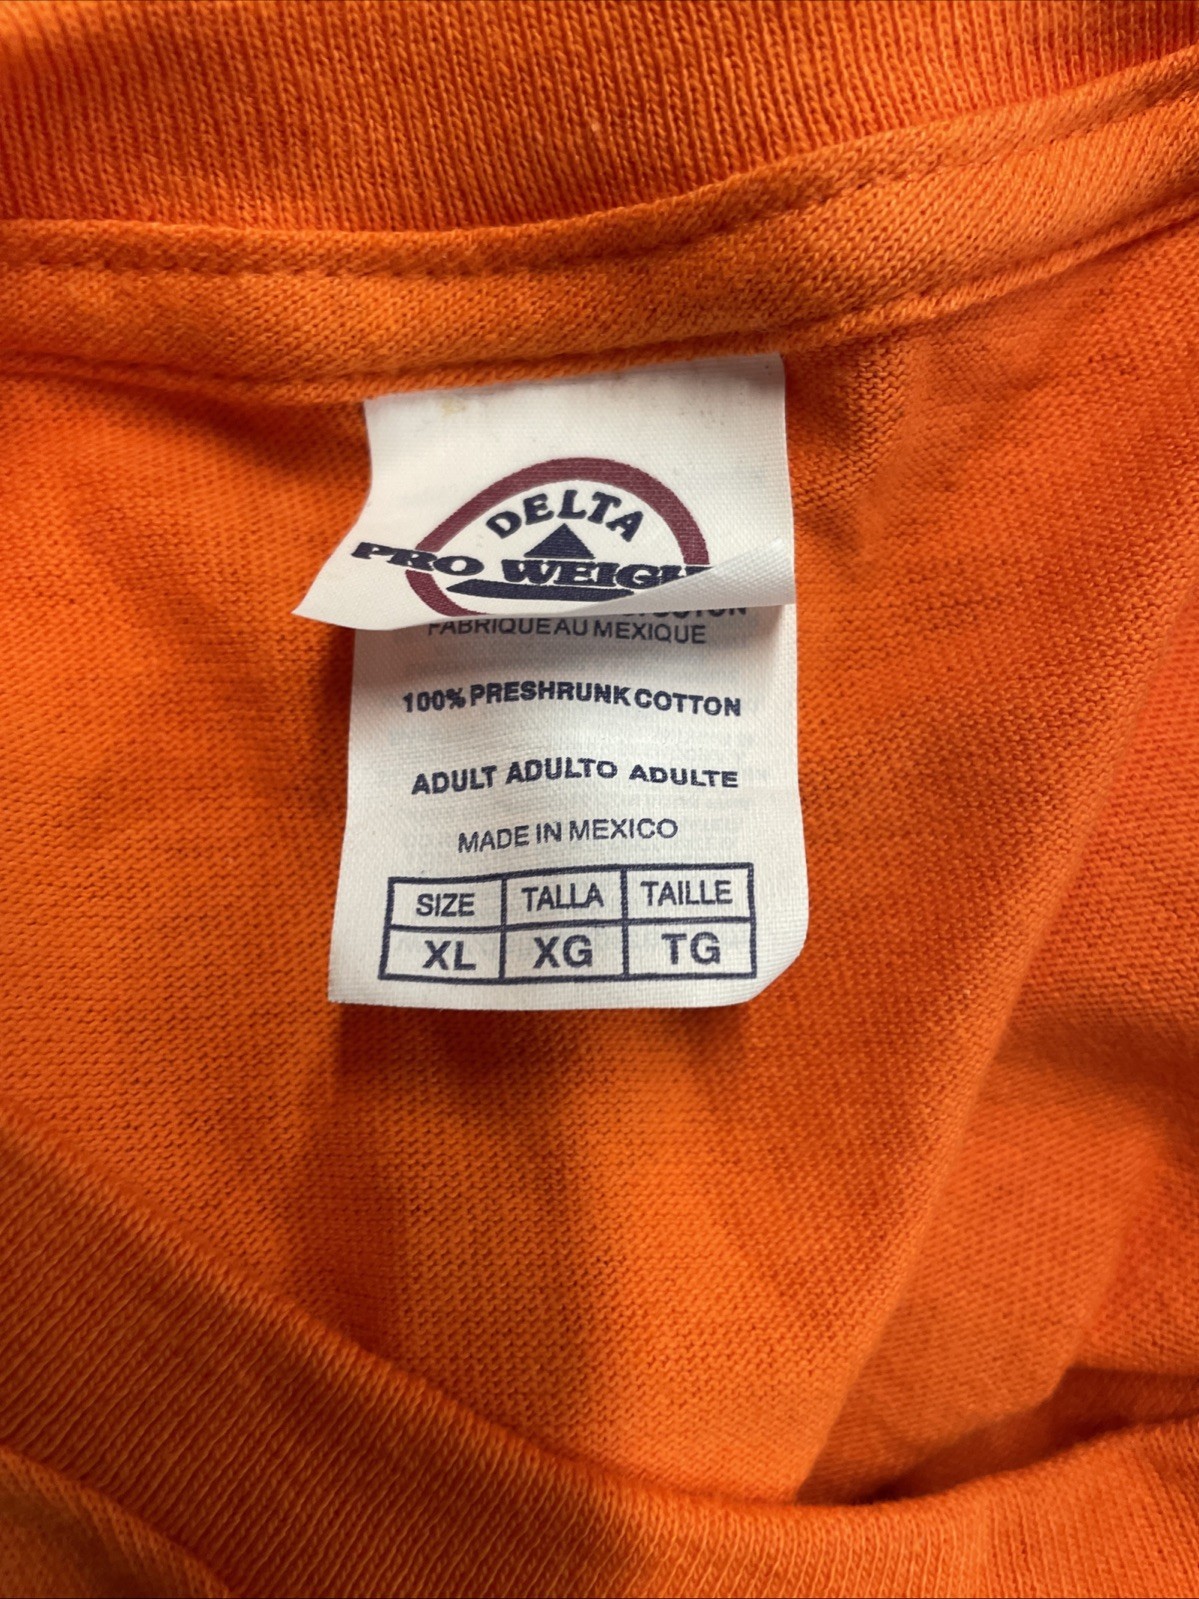 DELTA
PRO WEIGH
COTTON
FABRIQUE AU MEXIQUE
100% PRESHRUNK COTTON
ADULT ADULTO ADULTE
MADE IN MEXICO
SIZE TALLA TAILLE
XL XG TG